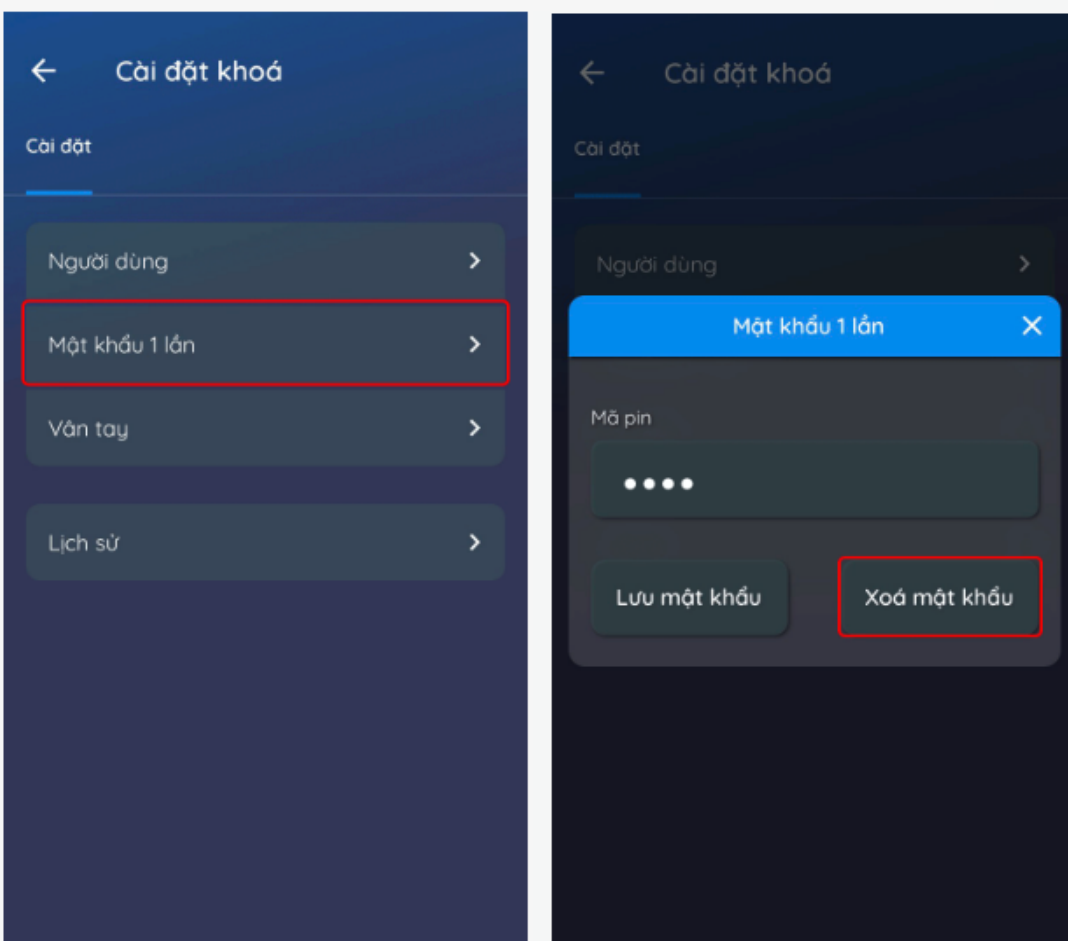 Cài đặt khoá
Cài đặt
Người dùng
Mật khẩu 1 lần
Vân tay
Lịch sử
Cài đặt khoá
Cài đặt
Người dùng
Mật khẩu 1 lần
Mã pin
Lưu mật khẩu
Xoá mật khẩu